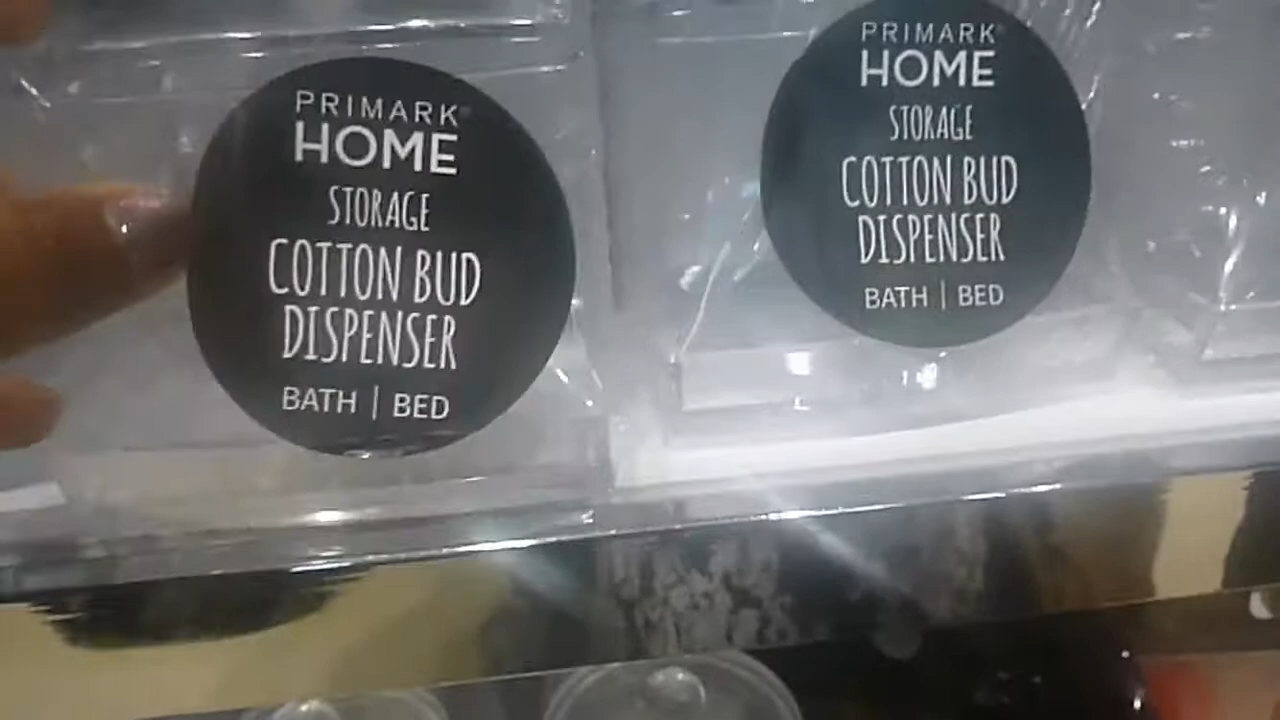 PRIMARK®
HOME
STORAGE
COTTON BUD
DISPENSER
BATH | BED
PRIMARK®
HOME
STORAGE
COTTON BUD
DISPENSER
BATH | BED